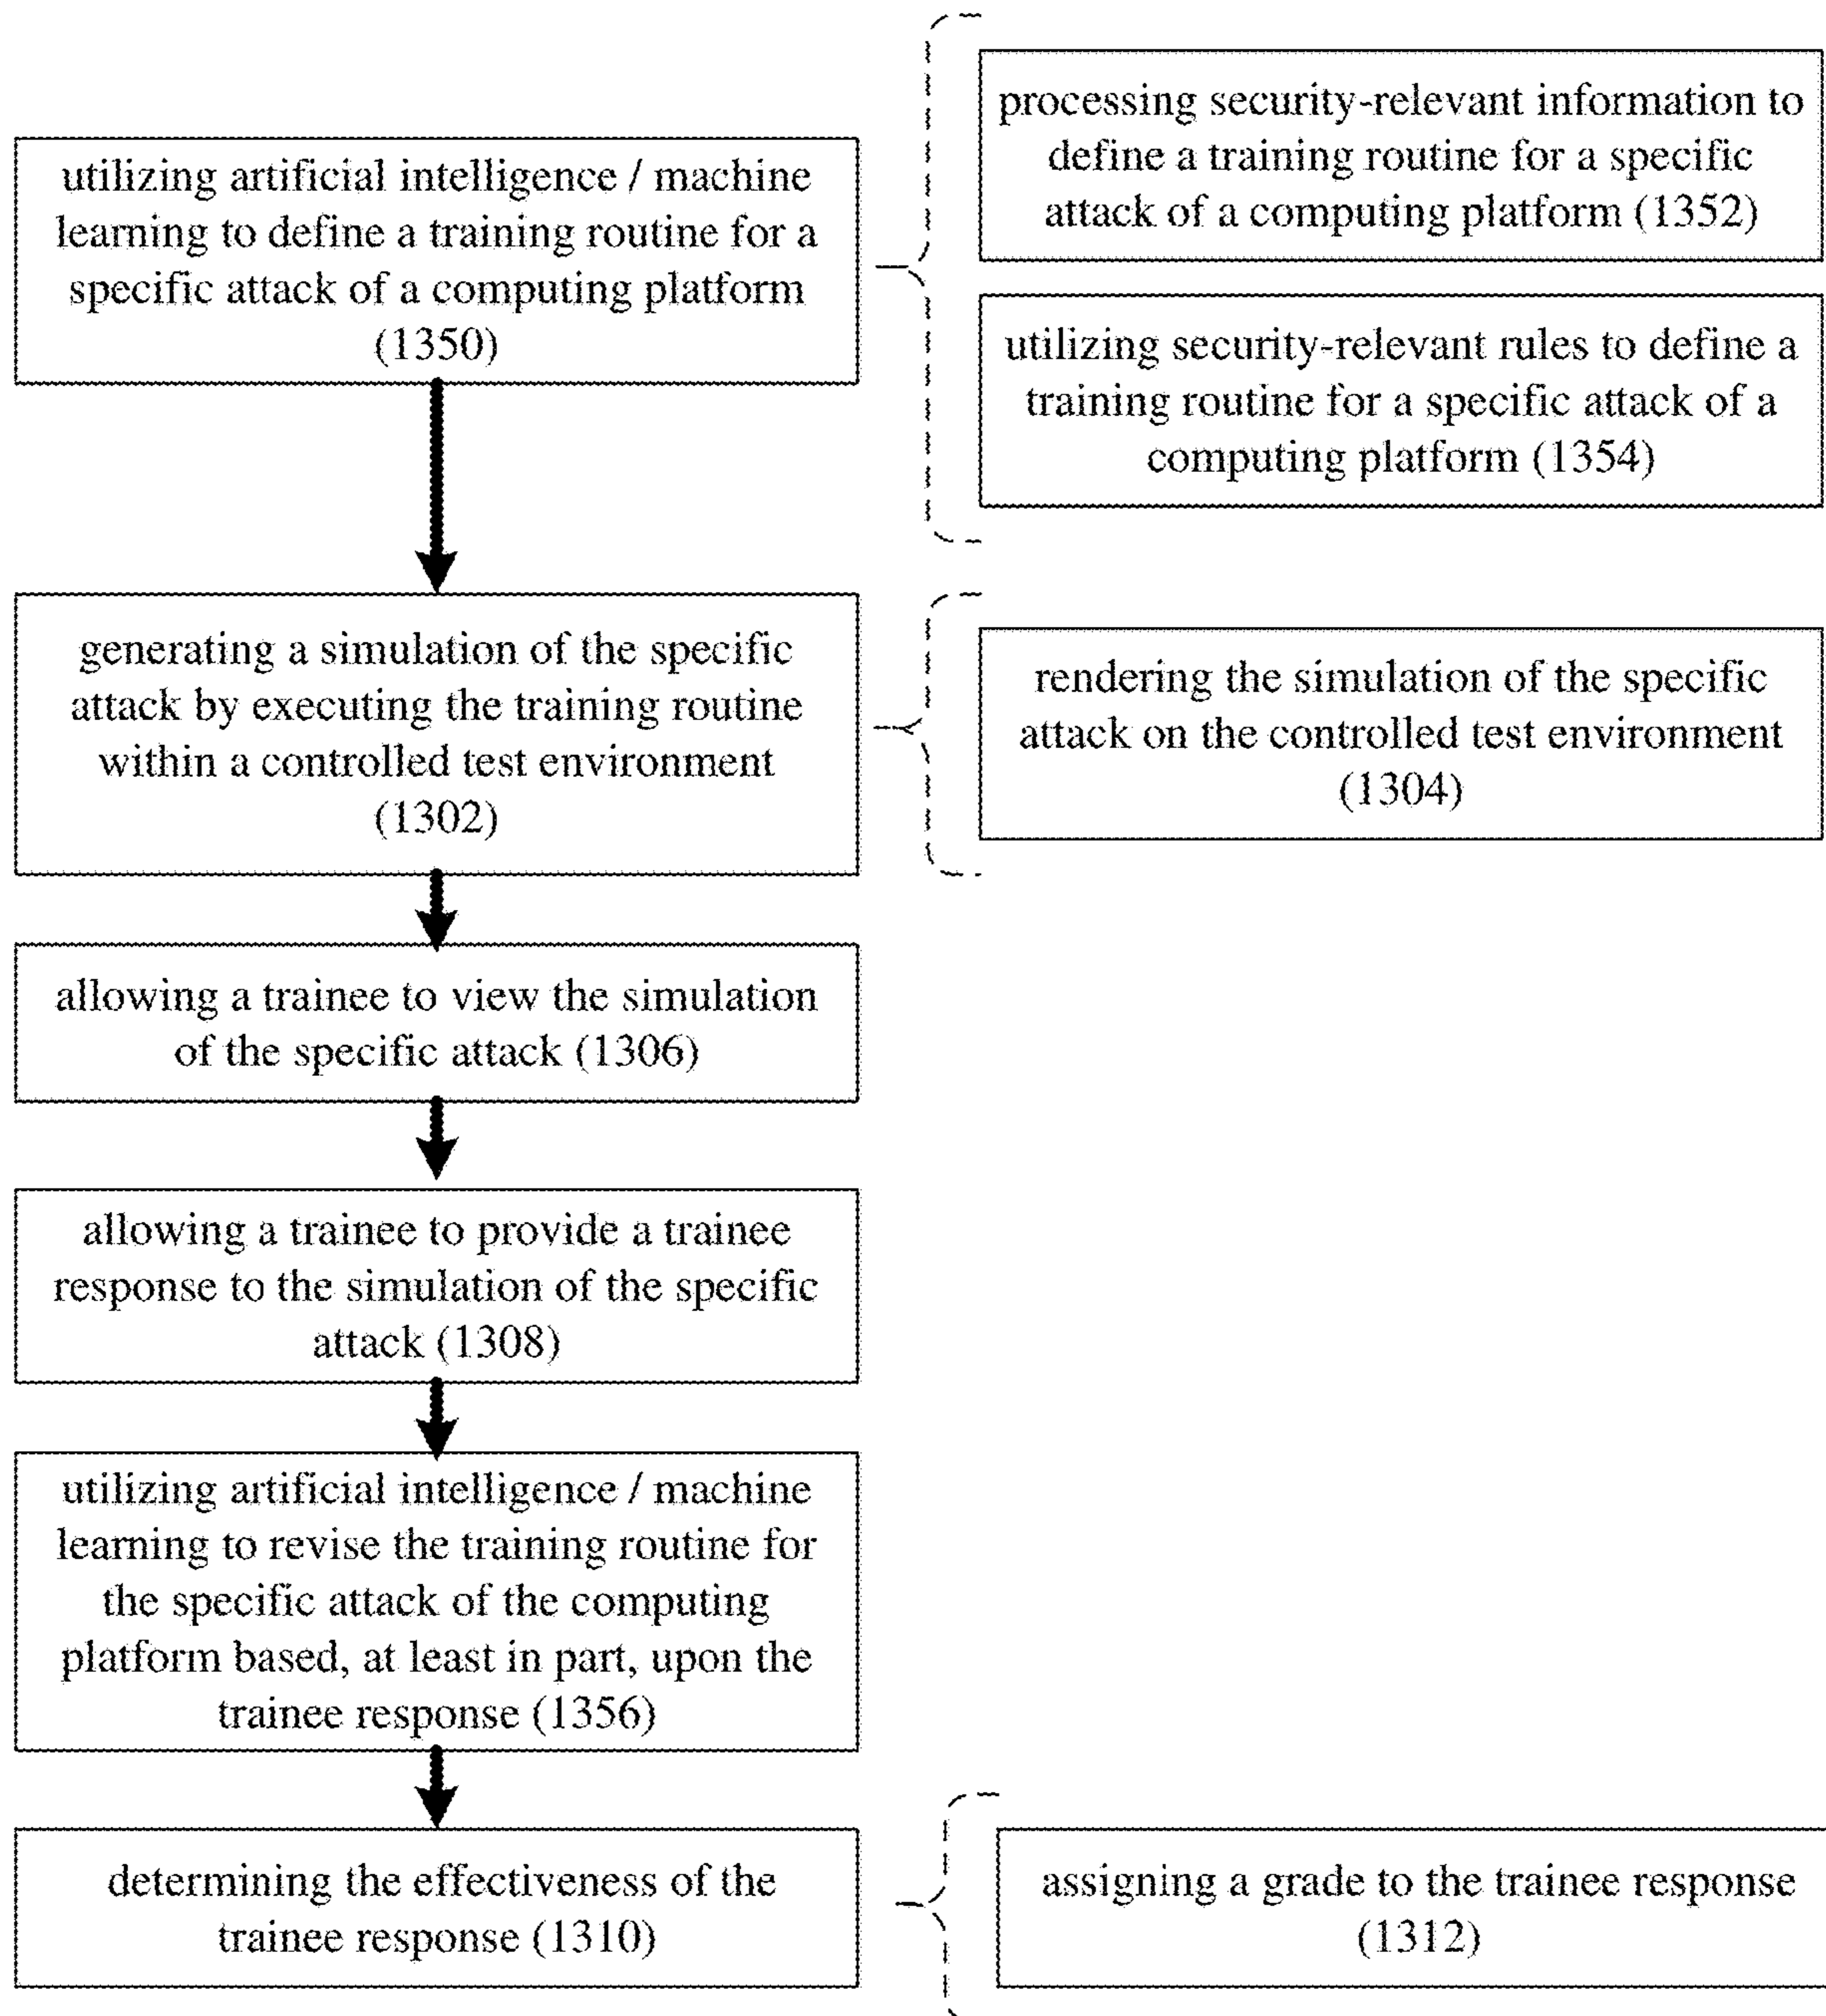 utilizing artificial intelligence / machine
learning to define a training routine for a
specific attack of a computing platform
(1350)
processing security-relevant information to
define a training routine for a specific
attack of a computing platform (1352)
utilizing security-relevant rules to define a
training routine for a specific attack of a
computing platform (1354)
generating a simulation of the specific
attack by executing the training routine
within a controlled test environment
(1302)
rendering the simulation of the specific
attack on the controlled test environment
(1304)
allowing a trainee to view the simulation
of the specific attack (1306)
allowing a trainee to provide a trainee
response to the simulation of the specific
attack (1308)
utilizing artificial intelligence / machine
learning to revise the training routine for
the specific attack of the computing
platform based, at least in part, upon the
trainee response (1356)
determining the effectiveness of the
trainee response (1310)
assigning a grade to the trainee response
(1312)